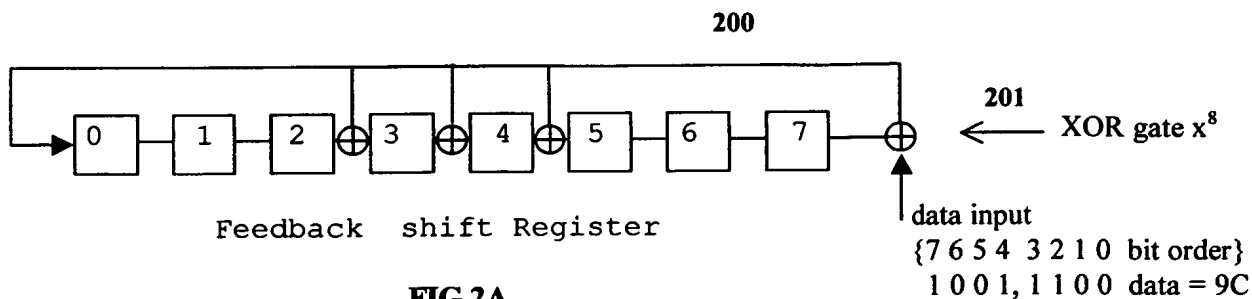 200
201
XOR gate x⁸
0 1 2 3 4 5 6 7
Feedback shift Register
data input
{7 6 5 4 3 2 1 0 bit order}
1 0 0 1, 1 1 0 0 data = 9C
FIG 2A